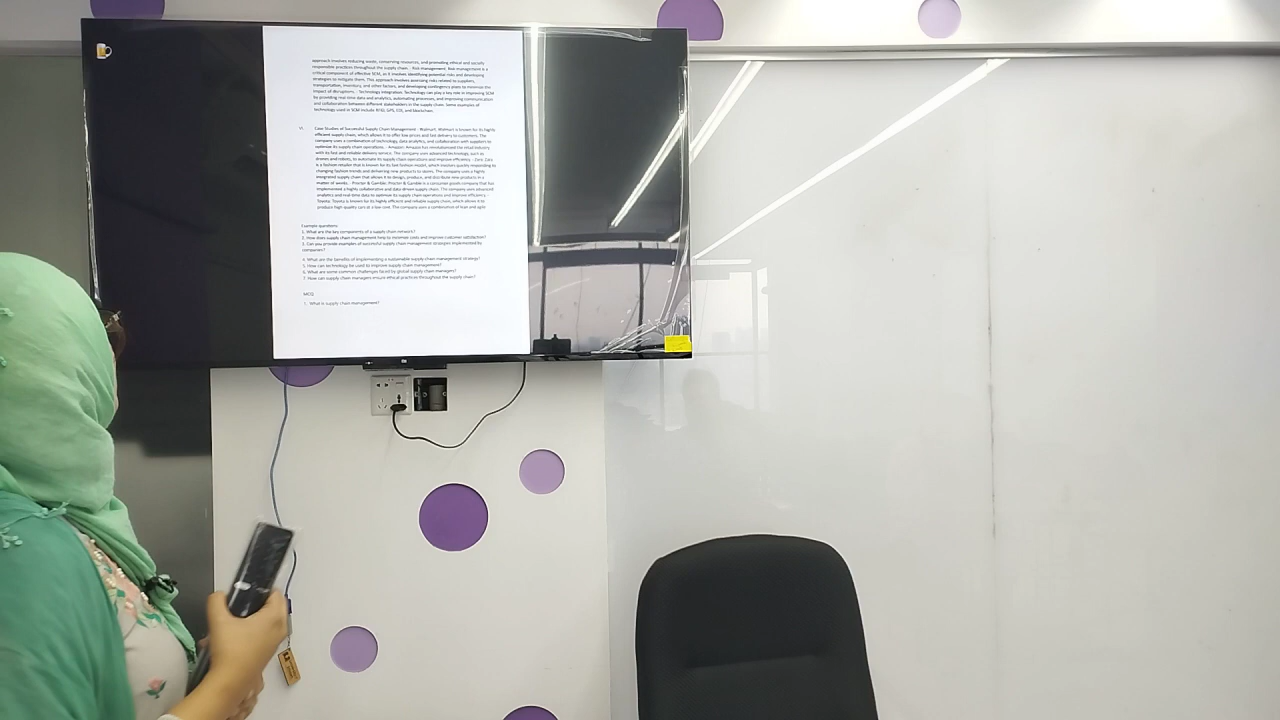 approach involves reducing waste, conserving resources, and promoting ethical and socially
responsible practices throughout the supply chain. - Risk management: Risk management is a
critical component of effective SCM, as it involves identifying potential risks and developing
strategies to mitigate them. This approach involves assessing risks related to suppliers,
transportation, inventory, and other factors, and developing contingency plans to minimize the
impact of disruptions. - Technology integration: Technology can play a key role in improving SCM
by providing real-time data and analytics, automating processes, and improving communication
and collaboration between different stakeholders in the supply chain. Some examples of
technology used in SCM include RFID, GPS, EDI, and blockchain.
VI. Case Studies of Successful Supply Chain Management - Walmart: Walmart is known for its highly
efficient supply chain, which allows it to offer low prices and fast delivery to customers. The
company uses a combination of technology, data analytics, and collaboration with suppliers to
optimize its supply chain operations. - Amazon: Amazon has revolutionized the retail industry
with its fast and reliable delivery service. The company uses advanced technology, such as
drones and robots, to automate its supply chain operations and improve efficiency. - Zara: Zara
is a fashion retailer that is known for its fast fashion model, which involves quickly responding to
changing fashion trends and delivering new products to stores. The company uses a highly
integrated supply chain that allows it to design, produce, and distribute new products in a
matter of weeks. - Procter & Gamble: Procter & Gamble is a consumer goods company that has
implemented a highly collaborative and data-driven supply chain. The company uses advanced
analytics and real-time data to optimize its supply chain operations and improve efficiency. -
Toyota: Toyota is known for its highly efficient and reliable supply chain, which allows it to
produce high-quality cars at a low cost. The company uses a combination of lean and agile
Example questions:
1. What are the key components of a supply chain network?
2. How does supply chain management help to minimize costs and improve customer satisfaction?
3. Can you provide examples of successful supply chain management strategies implemented by
companies?
4. What are the benefits of implementing a sustainable supply chain management strategy?
5. How can technology be used to improve supply chain management?
6. What are some common challenges faced by global supply chain managers?
7. How can supply chain managers ensure ethical practices throughout the supply chain?
MCQ
1. What is supply chain management?